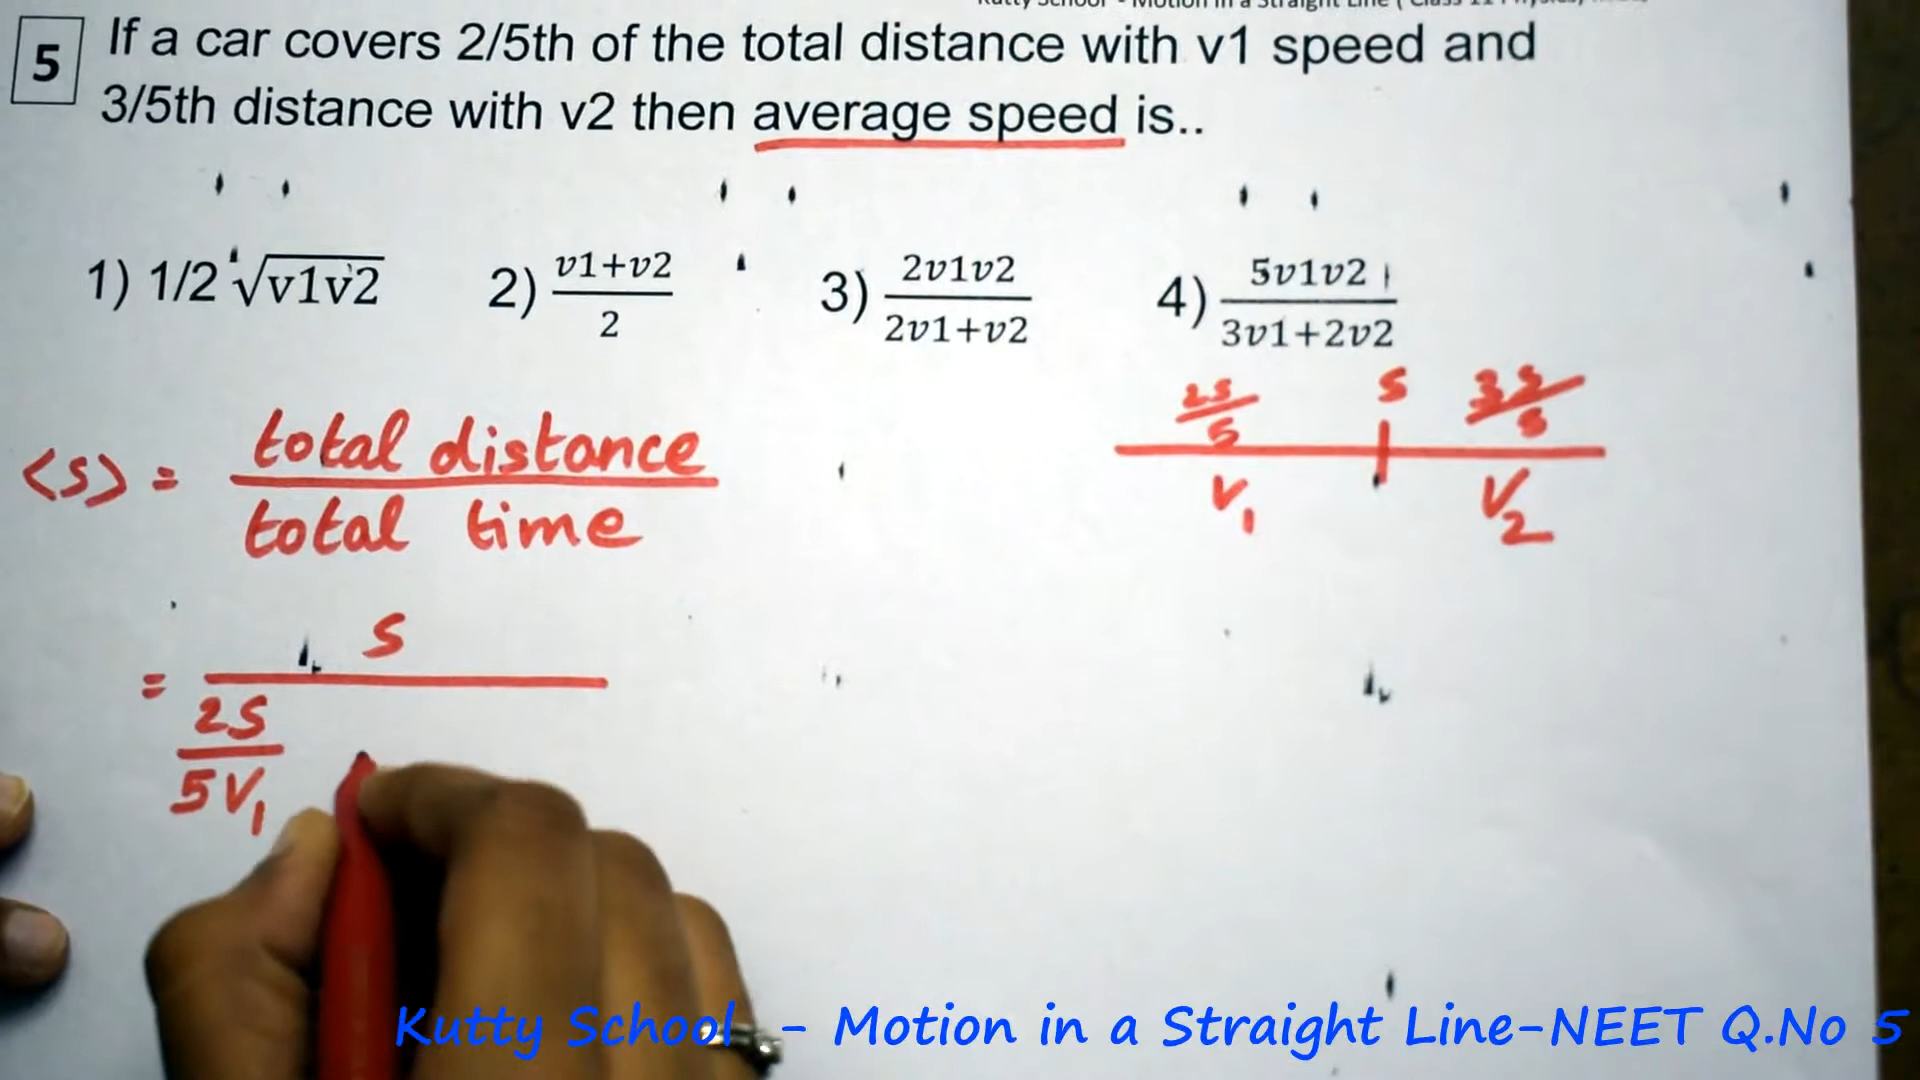 5 If a car covers 2/5th of the total distance with v1 speed and
3/5th distance with v2 then average speed is..
1) 1/2 √v1v2 2) v1+v2/2 3) 2v1v2/2v1+v2 4) 5v1v2/3v1+2v2
2S/5 S 3S/5
V1 V2
<S> = total distance
total time
= S
2S
5V1
Kutty School - Motion in a Straight Line-NEET Q.No 5